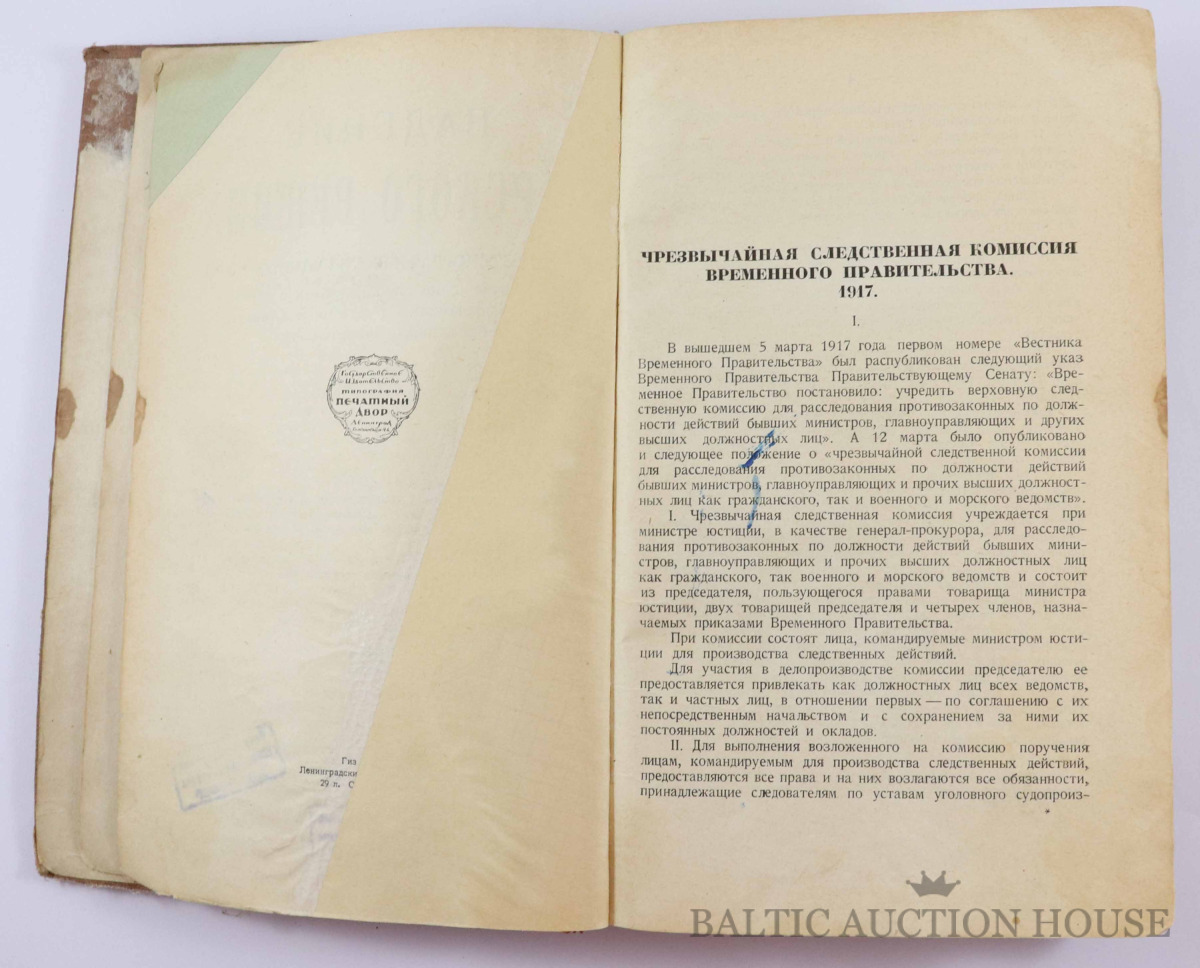 Государственное
Издательство
типография
ПЕЧАТНЫЙ
ДВОР
Ленинград
Гиз
Ленинградски
29 п. С
ЧРЕЗВЫЧАЙНАЯ СЛЕДСТВЕННАЯ КОМИССИЯ
ВРЕМЕННОГО ПРАВИТЕЛЬСТВА.
1917.
I.
В вышедшем 5 марта 1917 года первом номере «Вестника
Временного Правительства» был распубликован следующий указ
Временного Правительства Правительствующему Сенату: «Вре-
менное Правительство постановило: учредить верховную след-
ственную комиссию для расследования противозаконных по долж-
ности действий бывших министров, главноуправляющих и других
высших должностных лиц». А 12 марта было опубликовано
и следующее положение о «чрезвычайной следственной комиссии
для расследования противозаконных по должности действий
бывших министров, главноуправляющих и прочих высших должност-
ных лиц как гражданского, так и военного и морского ведомств».
I. Чрезвычайная следственная комиссия учреждается при
министре юстиции, в качестве генерал-прокурора, для расследо-
вания противозаконных по должности действий бывших мини-
стров, главноуправляющих и прочих высших должностных лиц
как гражданского, так военного и морского ведомств и состоит
из председателя, пользующегося правами товарища министра
юстиции, двух товарищей председателя и четырех членов, назна-
чаемых приказами Временного Правительства.
При комиссии состоят лица, командируемые министром юсти-
ции для производства следственных действий.
Для участия в делопроизводстве комиссии председателю ее
предоставляется привлекать как должностных лиц всех ведомств,
так и частных лиц, в отношении первых — по соглашению с их
непосредственным начальством и с сохранением за ними их
постоянных должностей и окладов.
II. Для выполнения возложенного на комиссию поручения
лицам, командируемым для производства следственных действий,
предоставляются все права и на них возлагаются все обязанности,
принадлежащие следователям по уставам уголовного судопроиз-
BALTIC AUCTION HOUSE